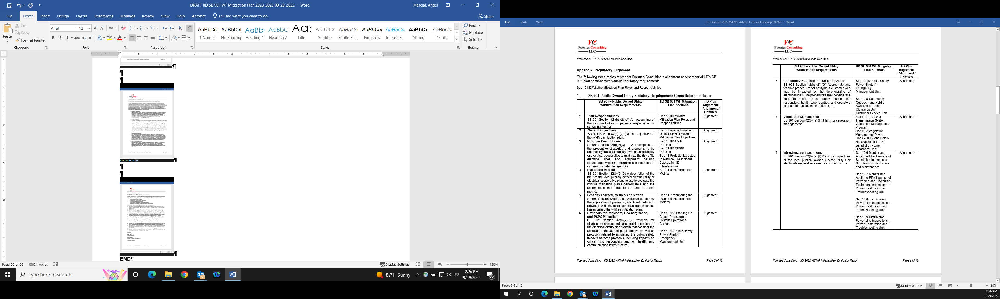 DRAFT IID SB 901 WF Mitigation Plan 2023-2025 09-29-2022 - Word
Marcial, Angel
File Home Insert Design Layout References Mailings Review View Help Acrobat Tell me what you want to do
Share
Paste
Cut
Copy
Format Painter
Clipboard
Arial 12
Font
Paragraph
AaBbCcI AaBbCcI AaBb( AaBbC Aat AaBbCc AaBbCc AaBbCc AaBbCc AaBbCc AaBbCc
¶ Normal No Spacing Heading 1 Heading 2 Title Subtitle Subtle Em... Emphasis Intense E... Strong Quote
Styles
Find
Replace
Select
Editing
END¶
Page 66 of 66 13024 words
Display Settings
120%
Type here to search
87°F Sunny
2:26 PM
9/29/2022
22
File Tools View
IID-Fuentes 2022 WFMP Advice Letter v3 backup 092922 - Word
FC
Fuentes Consulting
LLC
Professional T&D Utility Consulting Services
Appendix: Regulatory Alignment
The following three tables represent Fuentes Consulting's alignment assessment of IID's SB
901 plan sections with various regulatory requirements.
Sec 12 IID Wildfire Mitigation Plan Roles and Responsibilities
1. SB 901 Public Owned Utility Statutory Requirements Cross Reference Table
SB 901 – Public Owned Utility
Wildfire Plan Requirements
IID SB 901 WF Mitigation
Plan Sections
IID Plan
Alignment
(Alignment /
Conflict)
1
Staff Responsibilities
SB 901 Section 42 (b) (2) (A) An accounting of
the responsibilities of persons responsible for
executing the plan.
Sec 12 IID Wildfire
Mitigation Plan Roles and
Responsibilities
Alignment
2
General Objectives
SB 901 Section 42(b) (2) (B) The objectives of
the wildfire mitigation plan.
Sec 2 Imperial Irrigation
District SB 901 Wildfire
Mitigation Plan Objectives
Alignment
3
Program Descriptions
SB 901 Section 42(b)(2)(C) A description of
the preventive strategies and programs to be
adopted by the local publicly owned electric utility
or electrical cooperative to minimize the risk of its
electrical lines and equipment causing
catastrophic wildfires, including consideration of
dynamic climate change risks.
Sec 10 IID Utility
Practices
Sec 11 IID SB901
Practice
Sec 13 Projects Expected
to Reduce Fire Ignitions
Caused by IID
Infrastructure
Alignment
4
Evaluation Metrics
SB 901 Section 42(b)(2)(D) A description of the
metrics the local publicly owned electric utility or
electrical cooperative plans to use to evaluate the
wildfire mitigation plan's performance and the
assumptions that underlie the use of those
metrics.
Sec 11.8 Performance
Metrics
Alignment
5
Lessons Learned, Metrics Application
SB 901 Section 42(b) (2) (E) A discussion of how
the application of previously identified metrics to
previous wild fire mitigation plan performances
has informed the wildfire mitigation plan.
Sec 11.7 Monitoring the
Plan and Performance
Metrics
Alignment
6
Protocols for Reclosers, De-energization,
and PSPS Mitigation
SB 901 Section 42(b)(2)(F) Protocols for
disabling re-closers and de-energizing portions of
the electrical distribution system that consider the
associated impacts on public safety, as well as
protocols related to mitigating the public safety
impacts of those protocols, including impacts on
critical first responders and on health and
communication infrastructure.
Sec 10.15 Disabling Re-
Closer Procedure –
System Operations
Center
Sec 10.16 Public Safety
Power Shutoff –
Emergency
Management Unit
Alignment
Fuentes Consulting – IID 2022 WFMP Independent Evaluator Report Page 5 of 18
FC
Fuentes Consulting
LLC
Professional T&D Utility Consulting Services
SB 901 – Public Owned Utility
Wildfire Plan Requirements
IID SB 901 WF Mitigation
Plan Sections
IID Plan
Alignment
(Alignment /
Conflict)
7
Community Notification – De-energization
SB 901 Section 42(b) (2) (G) Appropriate and
feasible procedures for notifying a customer who
may be impacted by the de-energizing of
electrical lines. The procedures shall consider the
need to notify, as a priority, critical first
responders, health care facilities, and operators
of telecommunications infrastructure.
Sec 10.16 Public Safety
Power Shutoff –
Emergency
Management Unit
Sec 10.5 Community
Outreach and Public
Awareness – Line
Clearance Unit,
Customer Service Unit
Alignment
8
Vegetation Management
SB 901 Section 42(b) (2) (H) Plans for vegetation
management.
Sec 10.1 FAC-003
Transmission System
Vegetation Management
Program
Sec 10.2 Vegetation
Management Power
Lines 200 kV and Below
Not Subject to FERC
Jurisdiction - Line
Clearance Unit
Alignment
9
Infrastructure Inspections
SB 901 Section 42(b) (2) (I) Plans for inspections
of the local publicly owned electric utility's or
electrical-cooperative's electrical infrastructure.
Sec 10.6 Monitor and
Audit the Effectiveness of
Substation Inspections –
Substation Construction
and Maintenance
Sec 10.7 Monitor and
Audit the Effectiveness of
Powerline and Powerline
Equipment Inspections –
Power Restoration and
Troubleshooting Unit
Sec 10.8 Transmission
Power Line Inspections -
Power Restoration and
Troubleshooting Unit
Sec 10.9 Distribution
Power Line Inspections -
Power Restoration and
Troubleshooting Unit
Alignment
Fuentes Consulting – IID 2022 WFMP Independent Evaluator Report Page 6 of 18
Pages 3-6 of 18
Display Settings
90%
2:26 PM
9/29/2022